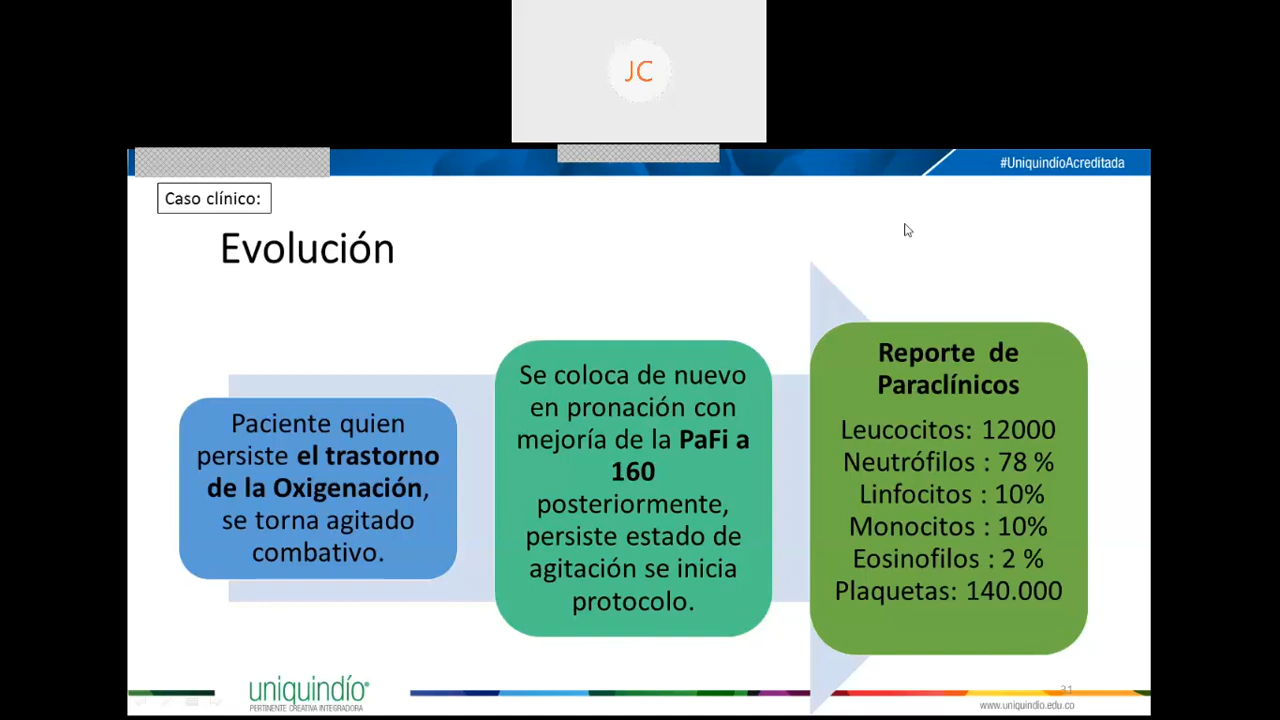 JC
#UniquindíoAcreditada
Caso clínico:
Evolución
Paciente quien
persiste el trastorno
de la Oxigenación,
se torna agitado
combativo.
Se coloca de nuevo
en pronación con
mejoría de la PaFi a
160
posteriormente,
persiste estado de
agitación se inicia
protocolo.
Reporte de
Paraclínicos
Leucocitos: 12000
Neutrófilos : 78 %
Linfocitos : 10%
Monocitos : 10%
Eosinofilos : 2 %
Plaquetas: 140.000
uniquindío
PERTINENTE CREATIVA INTEGRADORA
31
www.uniquindio.edu.co